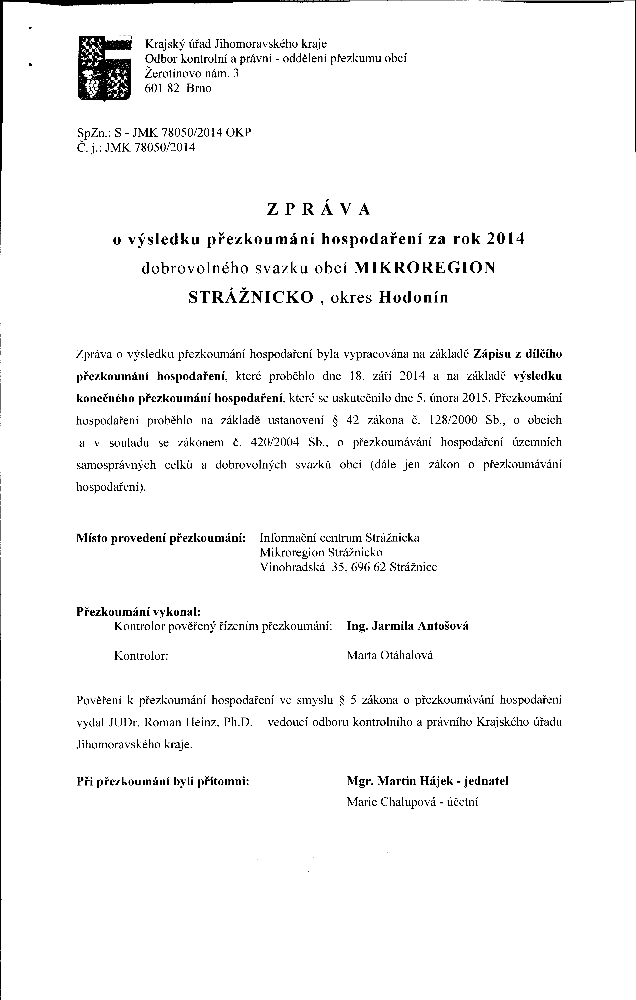 Krajský úřad Jihomoravského kraje
Odbor kontrolní a právní - oddělení přezkumu obcí
Žerotínovo nám. 3
601 82 Brno
SpZn.: S - JMK 78050/2014 OKP
Č. j.: JMK 78050/2014
Z P R Á V A
o výsledku přezkoumání hospodaření za rok 2014
dobrovolného svazku obcí MIKROREGION
STRÁŽNICKO , okres Hodonín
Zpráva o výsledku přezkoumání hospodaření byla vypracována na základě Zápisu z dílčího
přezkoumání hospodaření, které proběhlo dne 18. září 2014 a na základě výsledku
konečného přezkoumání hospodaření, které se uskutečnilo dne 5. února 2015. Přezkoumání
hospodaření proběhlo na základě ustanovení § 42 zákona č. 128/2000 Sb., o obcích
a v souladu se zákonem č. 420/2004 Sb., o přezkoumávání hospodaření územních
samosprávných celků a dobrovolných svazků obcí (dále jen zákon o přezkoumávání
hospodaření).
Místo provedení přezkoumání: Informační centrum Strážnicka
Mikroregion Strážnicko
Vinohradská 35, 696 62 Strážnice
Přezkoumání vykonal:
Kontrolor pověřený řízením přezkoumání: Ing. Jarmila Antošová
Kontrolor: Marta Otáhalová
Pověření k přezkoumání hospodaření ve smyslu § 5 zákona o přezkoumávání hospodaření
vydal JUDr. Roman Heinz, Ph.D. – vedoucí odboru kontrolního a právního Krajského úřadu
Jihomoravského kraje.
Při přezkoumání byli přítomni: Mgr. Martin Hájek - jednatel
Marie Chalupová - účetní